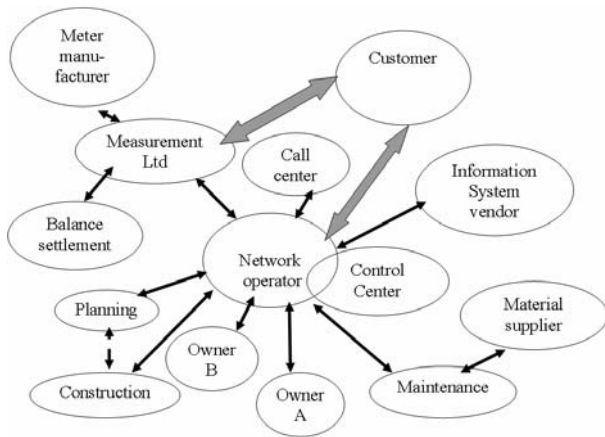 Meter
manu-
facturer
Customer
Measurement
Ltd
Call
center
Information
System
vendor
Balance
settlement
Network
operator
Control
Center
Planning
Material
supplier
Owner
B
Construction
Owner
A
Maintenance